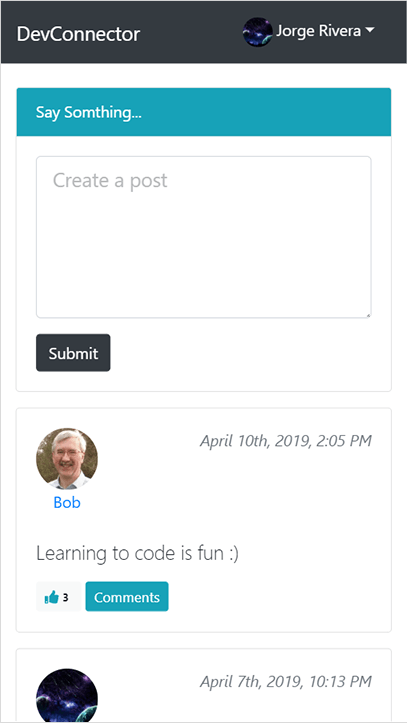 DevConnector
Jorge Rivera
Say Somthing...
Create a post
Submit
April 10th, 2019, 2:05 PM
Bob
Learning to code is fun :)
3 Comments
April 7th, 2019, 10:13 PM